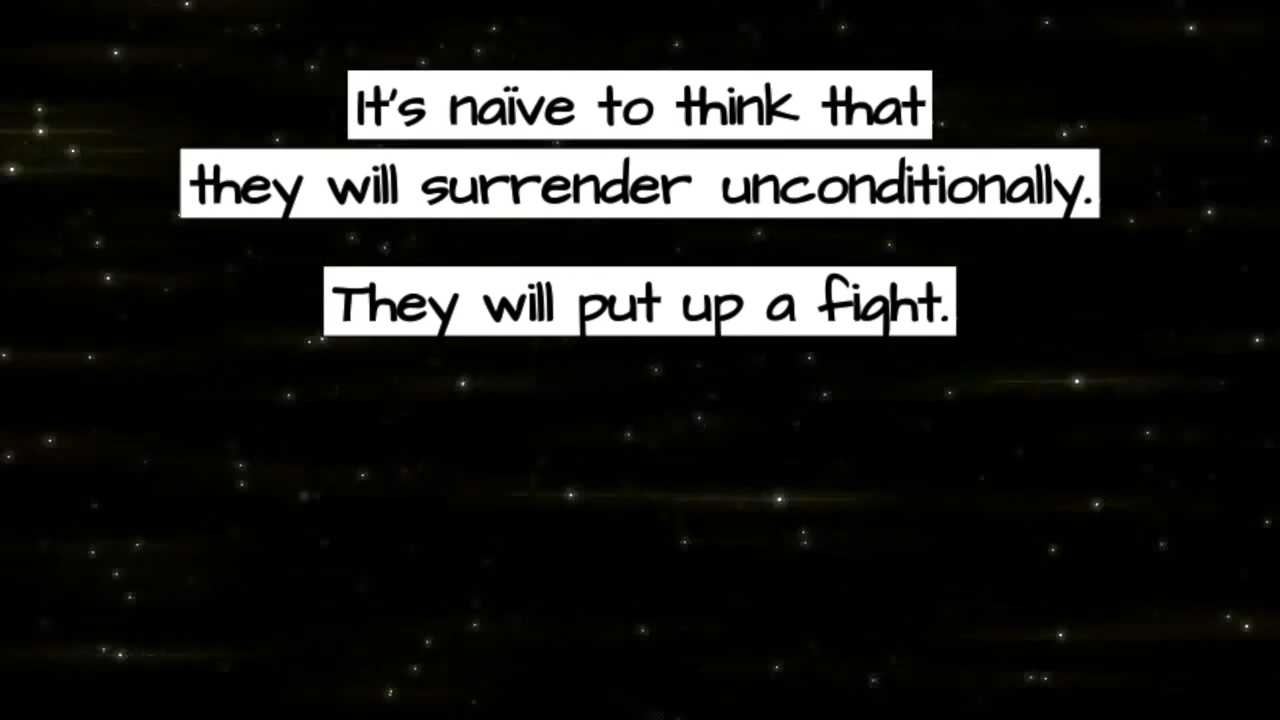 It's naïve to think that
they will surrender unconditionally.
They will put up a fight.